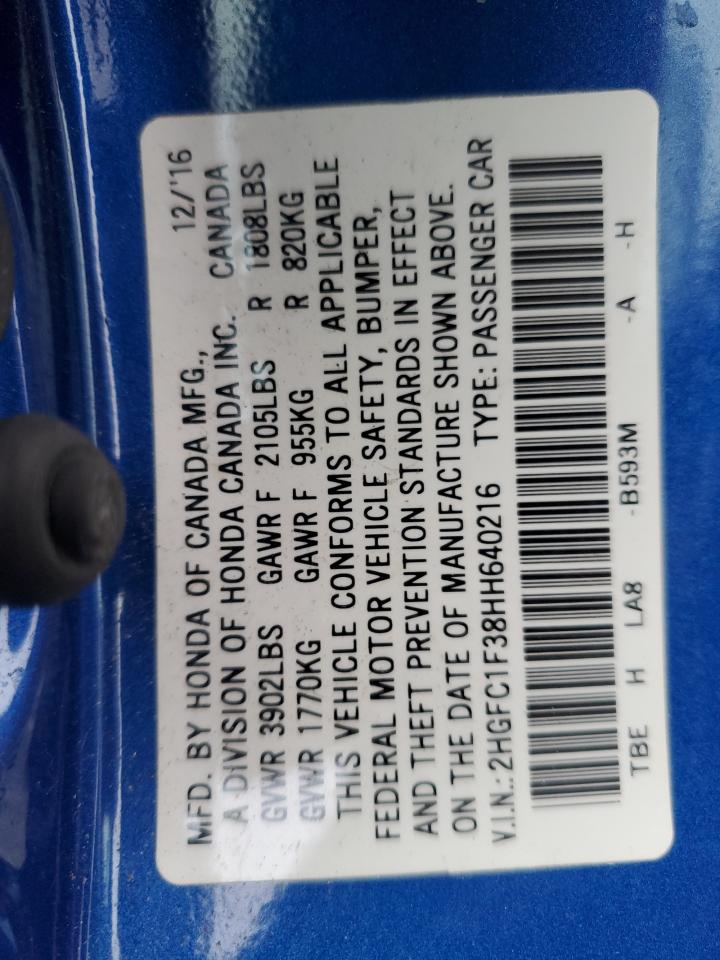 MFD. BY HONDA OF CANADA MFG., 12/'16
A DIVISION OF HONDA CANADA INC. CANADA
GVWR 3902LBS GAWR F 2105LBS R 1808LBS
GVWR 1770KG GAWR F 955KG R 820KG
THIS VEHICLE CONFORMS TO ALL APPLICABLE
FEDERAL MOTOR VEHICLE SAFETY, BUMPER,
AND THEFT PREVENTION STANDARDS IN EFFECT
ON THE DATE OF MANUFACTURE SHOWN ABOVE.
V.I.N.: 2HGFC1F38HH640216 TYPE: PASSENGER CAR
TBE H LA8 -B593M -A -H